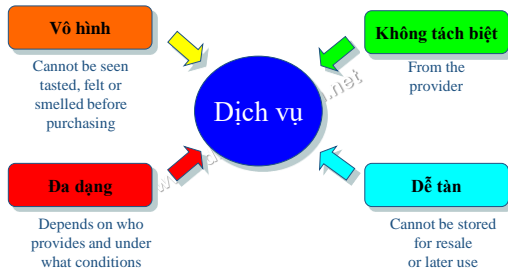 Vô hình
Cannot be seen
tasted, felt or
smelled before
purchasing
Không tách biệt
From the
provider
Dịch vụ
Đa dạng
Depends on who
provides and under
what conditions
Dễ tàn
Cannot be stored
for resale
or later use